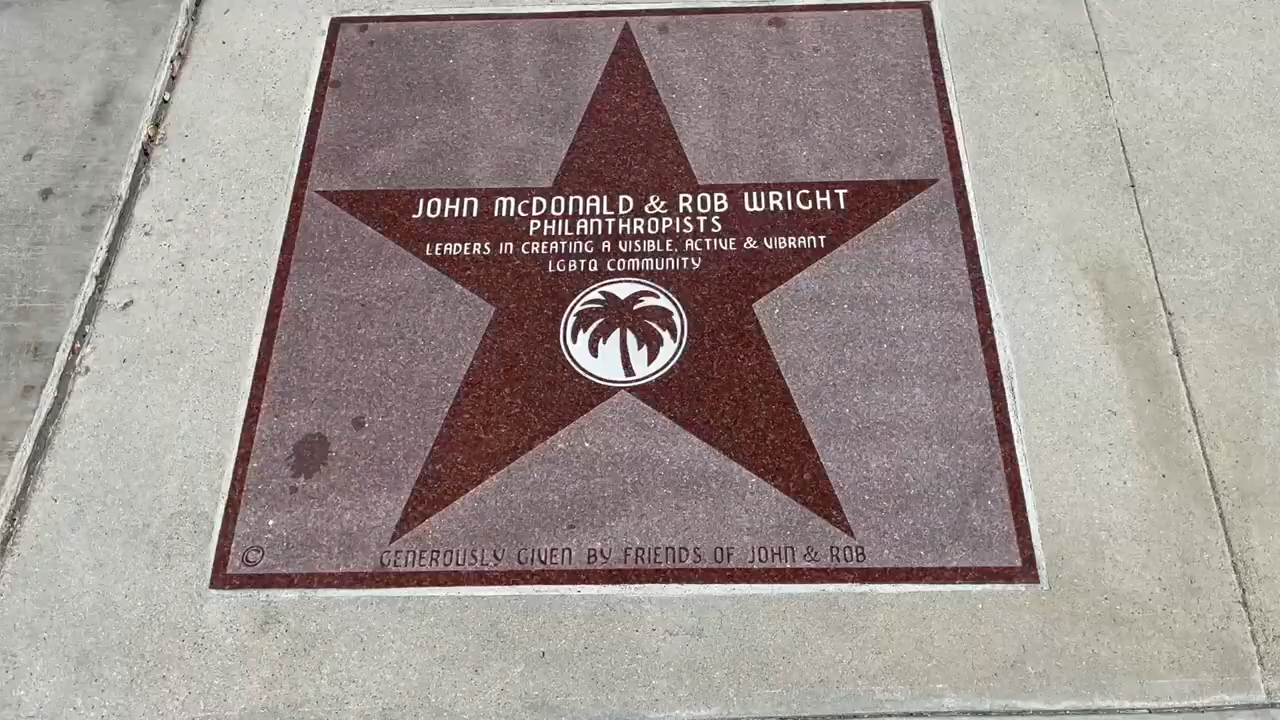 JOHN McDONALD & ROB WRIGHT
PHILANTHROPISTS
LEADERS IN CREATING A VISIBLE, ACTIVE & VIBRANT
LGBTQ COMMUNITY
©
GENEROUSLY GIVEN BY FRIENDS OF JOHN & ROB